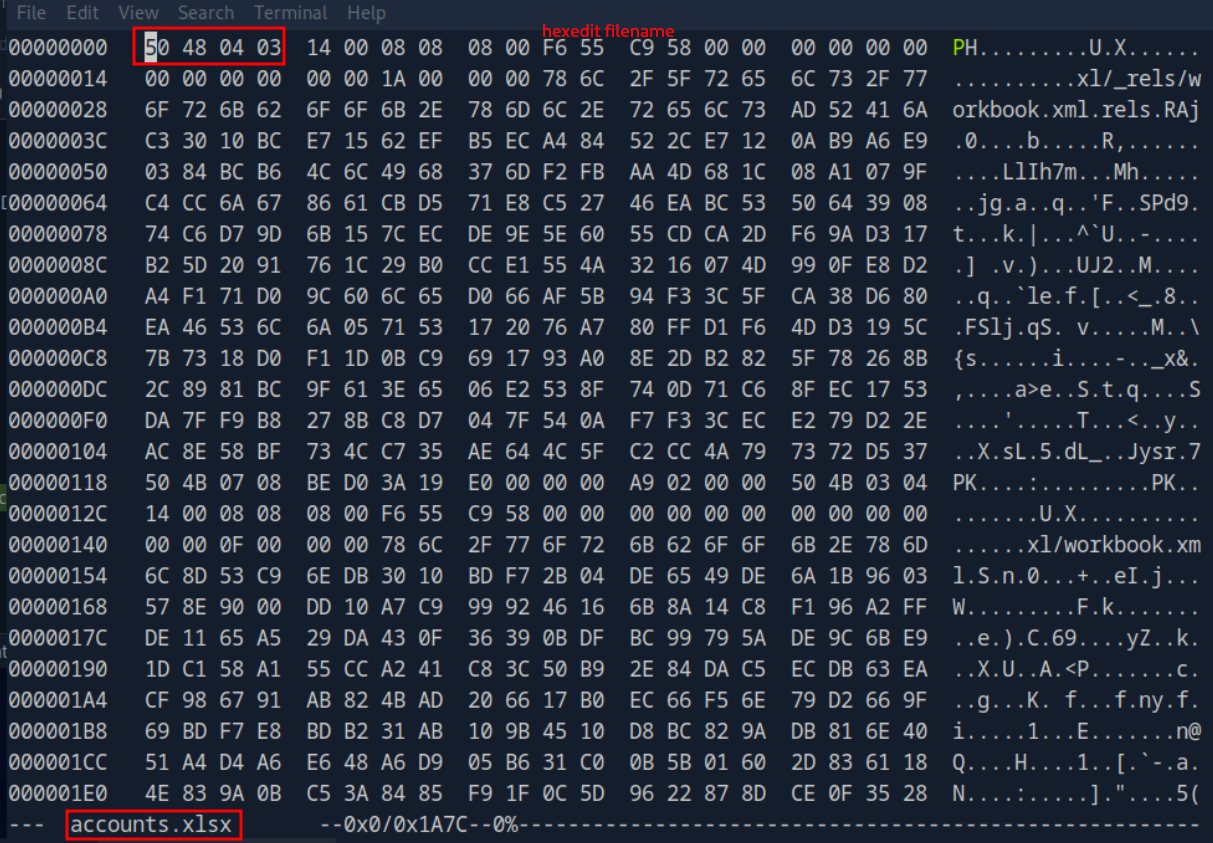 File Edit View Search Terminal Help
hexedit filename
00000000 50 48 04 03 14 00 08 08 08 00 F6 55 C9 58 00 00 00 00 00 00 PH.........U.X......
00000014 00 00 00 00 00 00 1A 00 00 00 78 6C 2F 5F 72 65 6C 73 2F 77 ..........xl/_rels/w
00000028 6F 72 6B 62 6F 6F 6B 2E 78 6D 6C 2E 72 65 6C 73 AD 52 41 6A orkbook.xml.rels.RAj
0000003C C3 30 10 BC E7 15 62 EF B5 EC A4 84 52 2C E7 12 0A B9 A6 E9 .0....b.....R,......
00000050 03 84 BC B6 4C 6C 49 68 37 6D F2 FB AA 4D 68 1C 08 A1 07 9F ....LlIh7m...Mh.....
00000064 C4 CC 6A 67 86 61 CB D5 71 E8 C5 27 46 EA BC 53 50 64 39 08 ..jg.a..q..'F..SPd9.
00000078 74 C6 D7 9D 6B 15 7C EC DE 9E 5E 60 55 CD CA 2D F6 9A D3 17 t...k.|...^`U..-....
0000008C B2 5D 20 91 76 1C 29 B0 CC E1 55 4A 32 16 07 4D 99 0F E8 D2 .] .v.)...UJ2..M....
000000A0 A4 F1 71 D0 9C 60 6C 65 D0 66 AF 5B 94 F3 3C 5F CA 38 D6 80 ..q..`le.f.[..<_.8..
000000B4 EA 46 53 6C 6A 05 71 53 17 20 76 A7 80 FF D1 F6 4D D3 19 5C .FSlj.qS. v.....M..\
000000C8 7B 73 18 D0 F1 1D 0B C9 69 17 93 A0 8E 2D B2 82 5F 78 26 8B {s......i....-.._x&.
000000DC 2C 89 81 BC 9F 61 3E 65 06 E2 53 8F 74 0D 71 C6 8F EC 17 53 ,....a>e..S.t.q....S
000000F0 DA 7F F9 B8 27 8B C8 D7 04 7F 54 0A F7 F3 3C EC E2 79 D2 2E ....'.....T...<..y..
00000104 AC 8E 58 BF 73 4C C7 35 AE 64 4C 5F C2 CC 4A 79 73 72 D5 37 ..X.sL.5.dL_..Jysr.7
00000118 50 4B 07 08 BE D0 3A 19 E0 00 00 00 A9 02 00 00 50 4B 03 04 PK....:.........PK..
0000012C 14 00 08 08 08 00 F6 55 C9 58 00 00 00 00 00 00 00 00 00 00 .......U.X..........
00000140 00 00 0F 00 00 00 78 6C 2F 77 6F 72 6B 62 6F 6F 6B 2E 78 6D ......xl/workbook.xm
00000154 6C 8D 53 C9 6E DB 30 10 BD F7 2B 04 DE 65 49 DE 6A 1B 96 03 l.S.n.0...+..eI.j...
00000168 57 8E 90 00 DD 10 A7 C9 99 92 46 16 6B 8A 14 C8 F1 96 A2 FF W.........F.k.......
0000017C DE 11 65 A5 29 DA 43 0F 36 39 0B DF BC 99 79 5A DE 9C 6B E9 ..e.).C.69....yZ..k.
00000190 1D C1 58 A1 55 CC A2 41 C8 3C 50 B9 2E 84 DA C5 EC DB 63 EA ..X.U..A.<P.......c.
000001A4 CF 98 67 91 AB 82 4B AD 20 66 17 B0 EC 66 F5 6E 79 D2 66 9F ..g...K. f...f.ny.f.
000001B8 69 BD F7 E8 BD B2 31 AB 10 9B 45 10 D8 BC 82 9A DB 81 6E 40 i.....1...E.......n@
000001CC 51 A4 D4 A6 E6 48 A6 D9 05 B6 31 C0 0B 5B 01 60 2D 83 61 18 Q....H....1..[.`-.a.
000001E0 4E 83 9A 0B C5 3A 84 85 F9 1F 0C 5D 96 22 87 8D CE 0F 35 28 N....:.....]."....5(
--- accounts.xlsx --0x0/0x1A7C--0%-----------------------------------------------------------